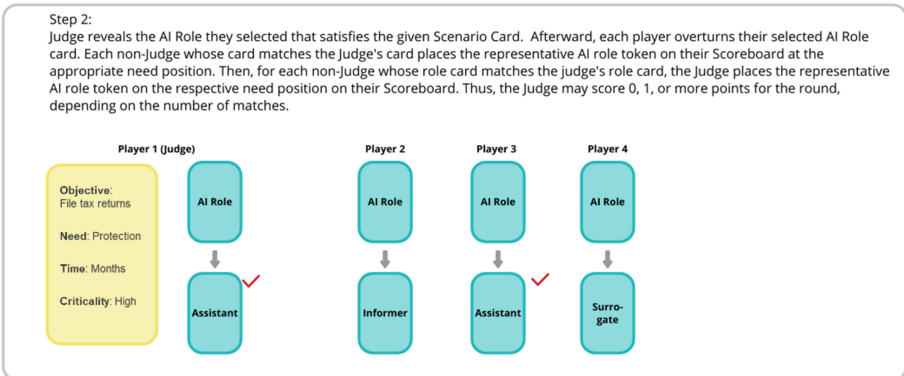 Step 2:
Judge reveals the AI Role they selected that satisfies the given Scenario Card.  Afterward, each player overturns their selected AI Role
card. Each non-Judge whose card matches the Judge's card places the representative AI role token on their Scoreboard at the
appropriate need position. Then, for each non-Judge whose role card matches the judge's role card, the Judge places the representative
AI role token on the respective need position on their Scoreboard. Thus, the Judge may score 0, 1, or more points for the round,
depending on the number of matches.
Player 1 (Judge)
Player 2
Player 3
Player 4
Objective:
File tax returns
Need: Protection
Time: Months
Criticality: High
AI Role
AI Role
AI Role
AI Role
Assistant
Informer
Assistant
Surro-
gate